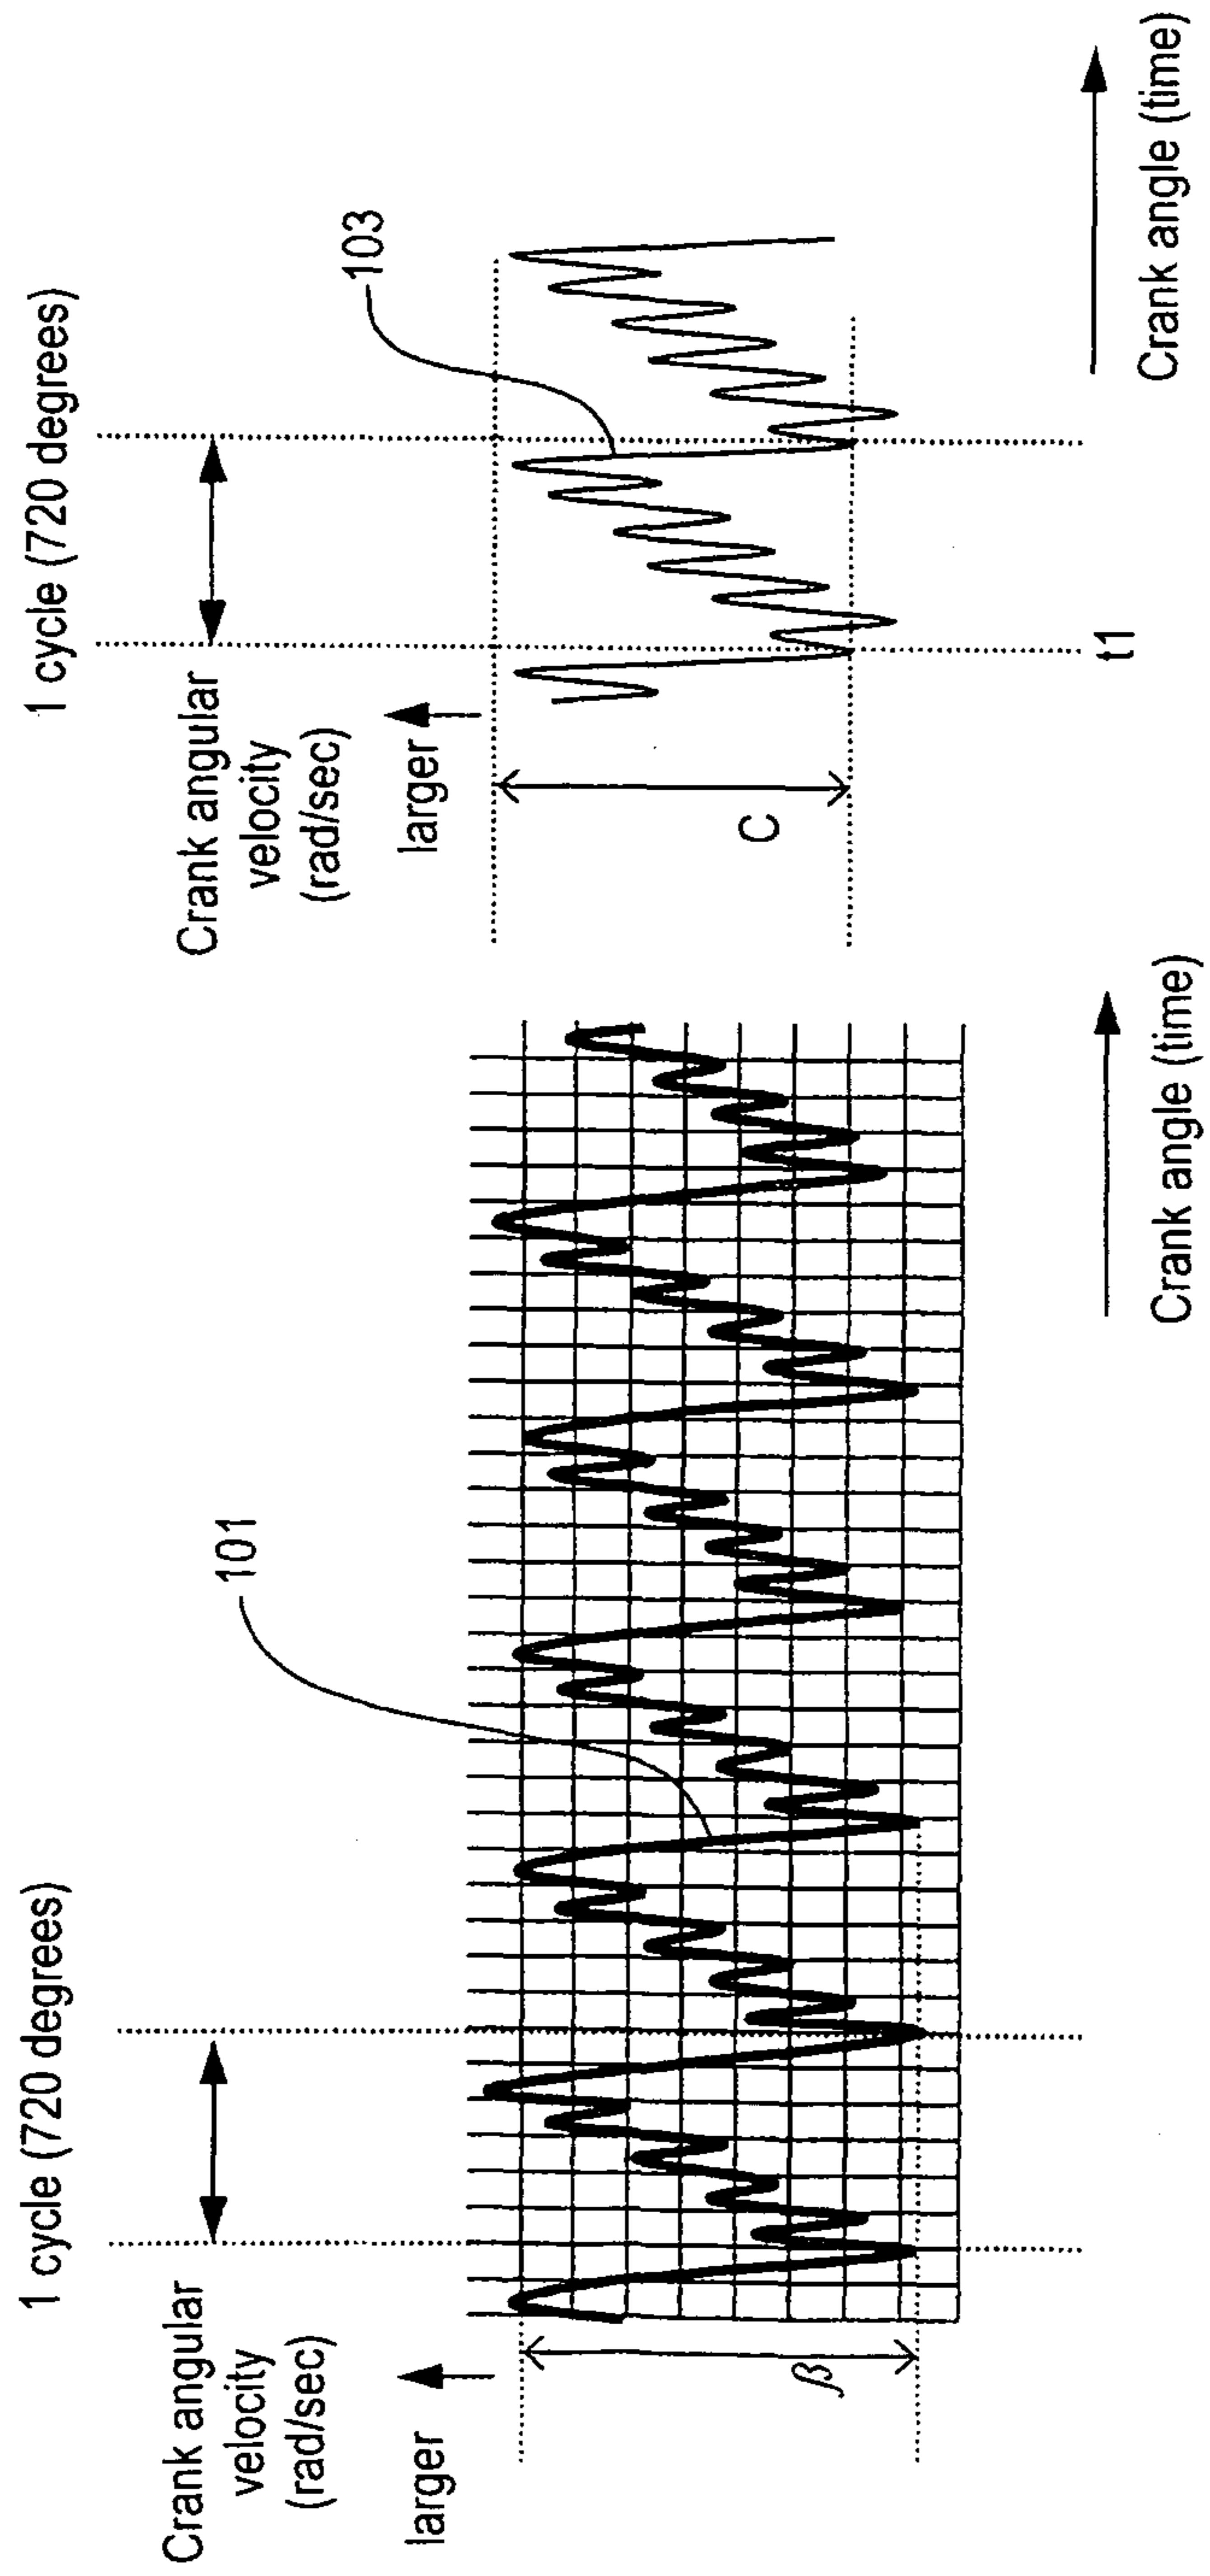 1 cycle (720 degrees)
Crank angular
velocity
(rad/sec)
larger
101
β
Crank angle (time)
1 cycle (720 degrees)
Crank angular
velocity
(rad/sec)
larger
103
C
t1
Crank angle (time)